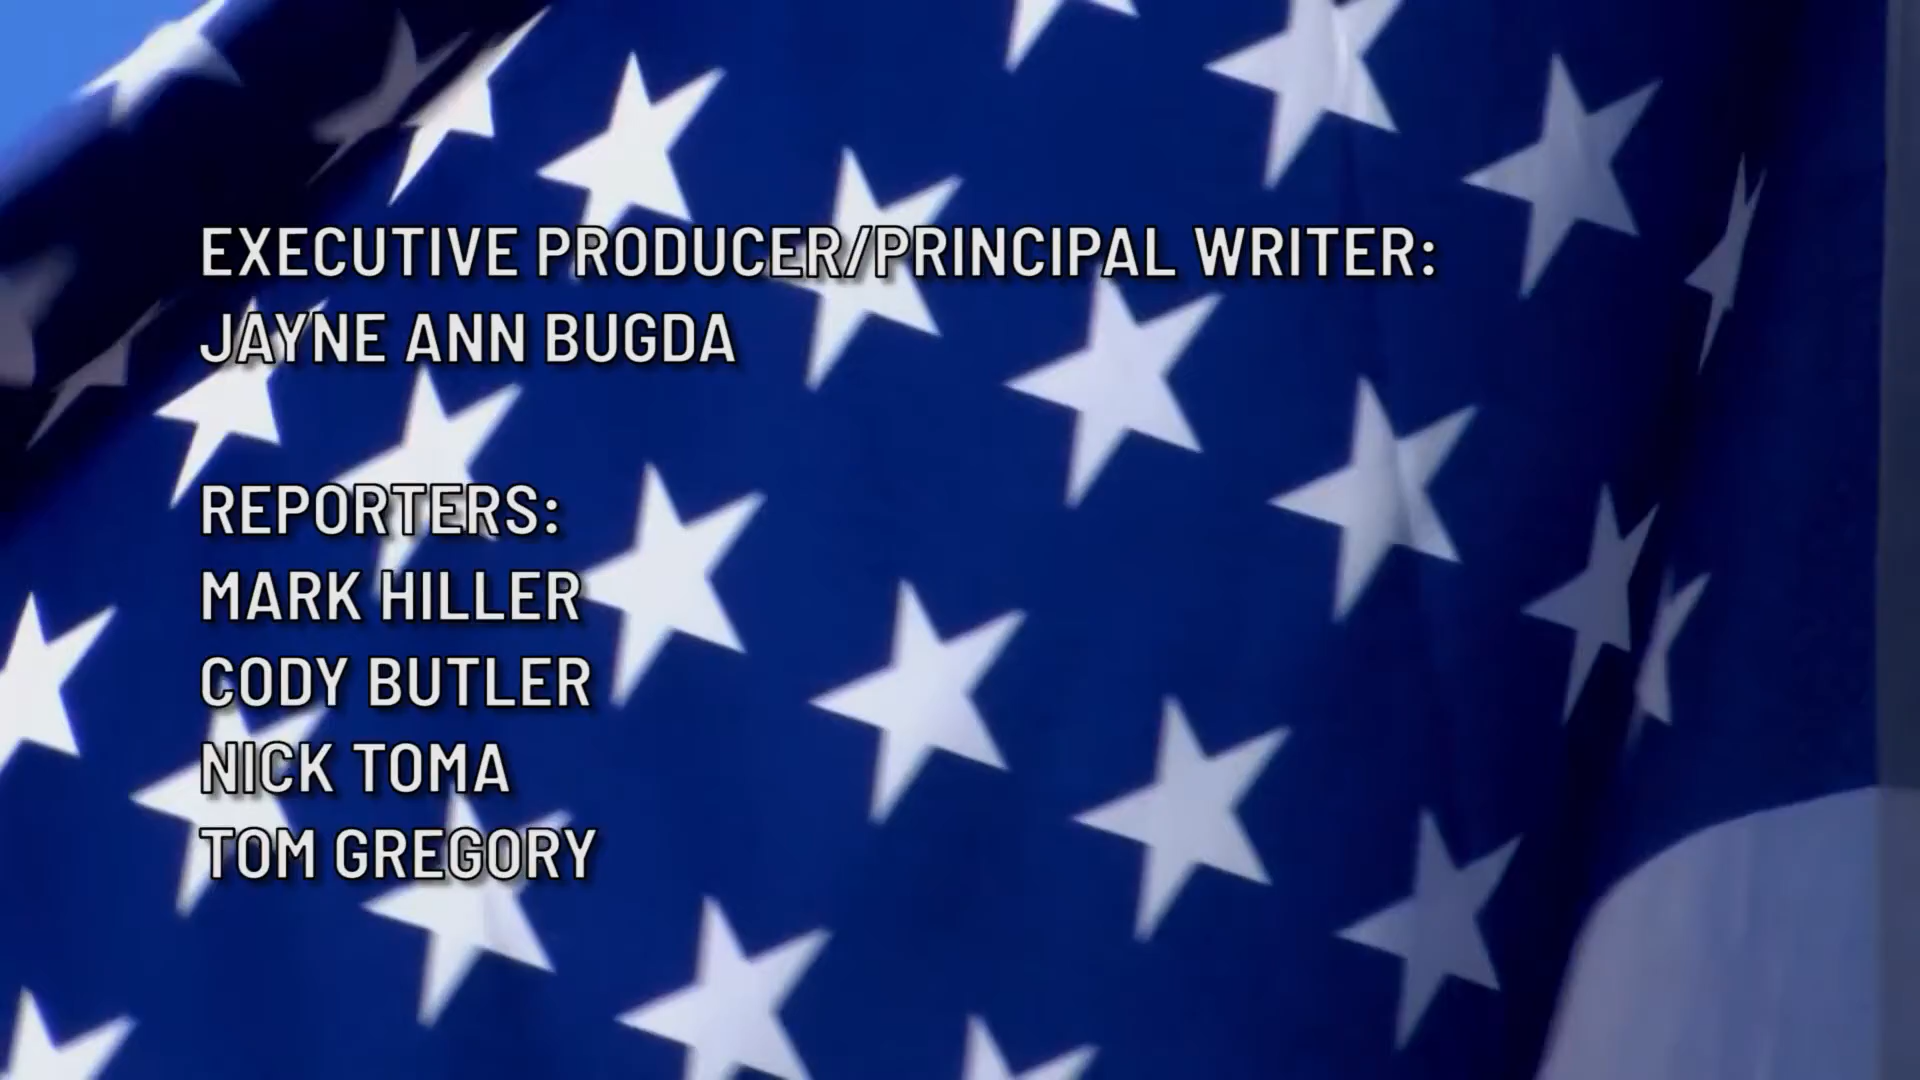 EXECUTIVE PRODUCER/PRINCIPAL WRITER:
JAYNE ANN BUGDA
REPORTERS:
MARK HILLER
CODY BUTLER
NICK TOMA
TOM GREGORY